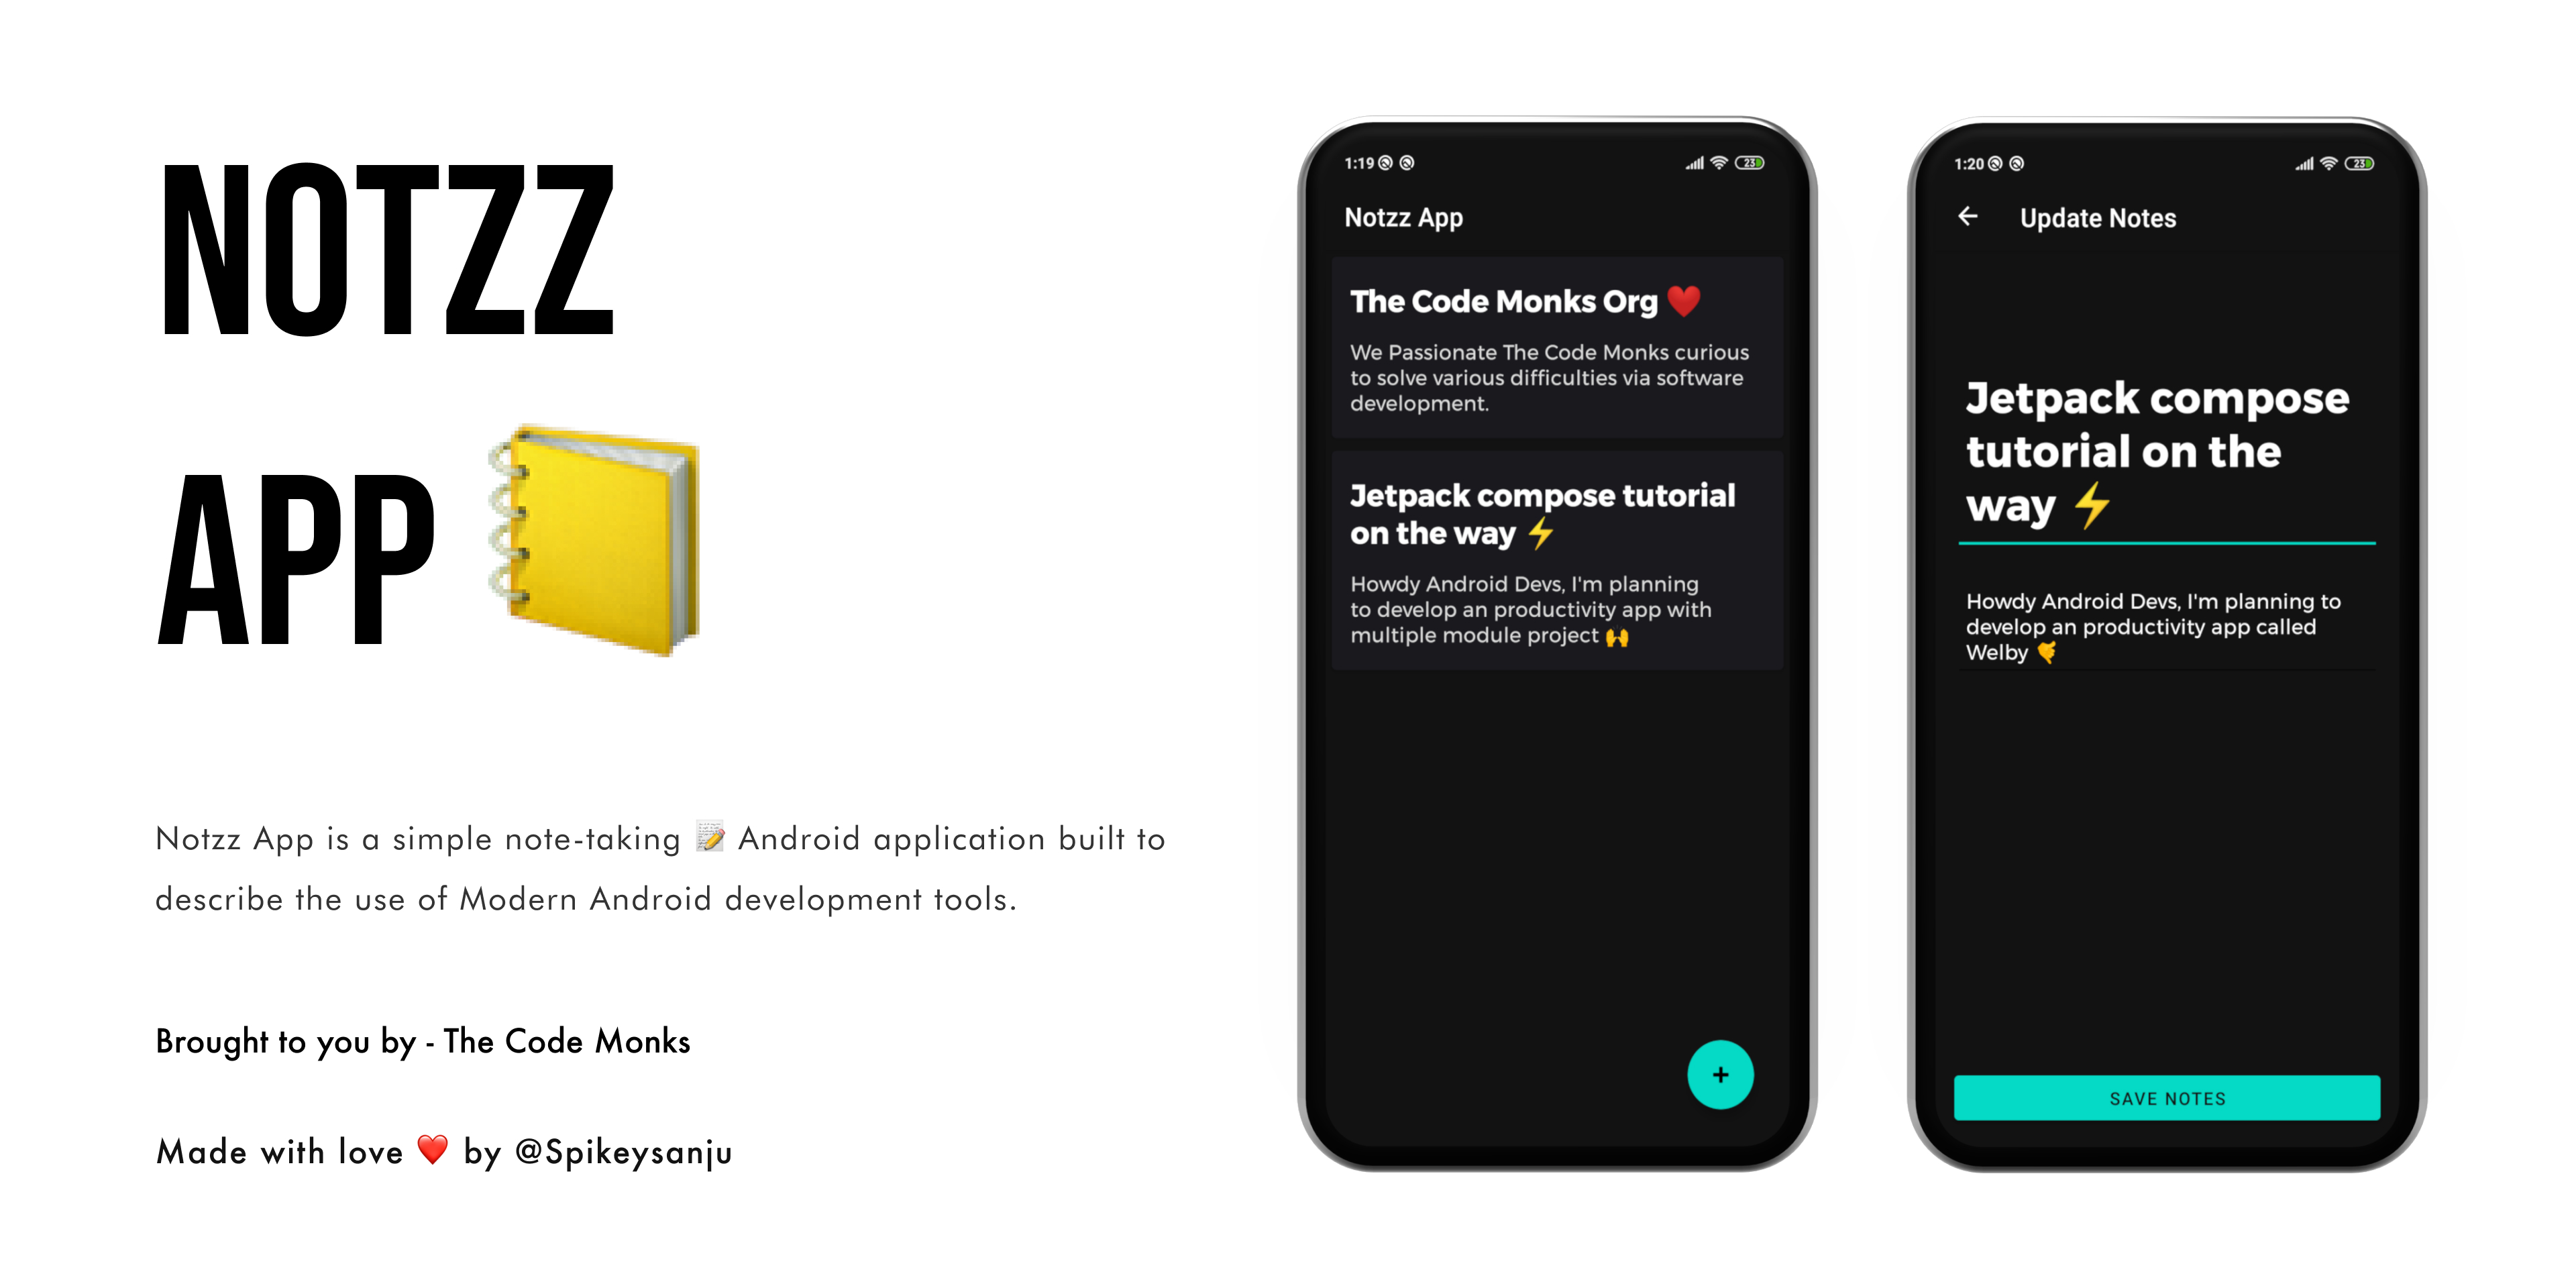 NOTZZ
APP 📒
Notzz App is a simple note-taking 📝 Android application built to
describe the use of Modern Android development tools.
Brought to you by - The Code Monks
Made with love ❤️ by @Spikeysanju
1:19
23
Notzz App
The Code Monks Org ❤️
We Passionate The Code Monks curious
to solve various difficulties via software
development.
Jetpack compose tutorial
on the way ⚡
Howdy Android Devs, I'm planning
to develop an productivity app with
multiple module project 🙌
+
1:20
23
← Update Notes
Jetpack compose
tutorial on the
way ⚡
Howdy Android Devs, I'm planning to
develop an productivity app called
Welby 🤙
SAVE NOTES